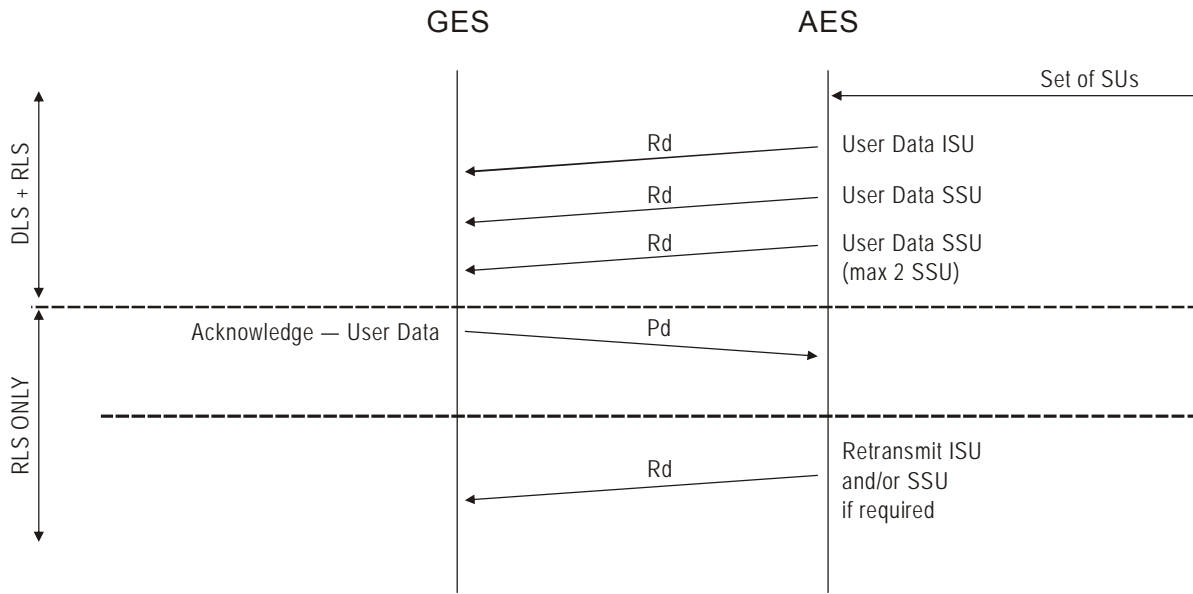 GES
AES
Set of SUs
DLS + RLS
Rd
User Data ISU
Rd
User Data SSU
Rd
User Data SSU
(max 2 SSU)
RLS ONLY
Acknowledge — User Data
Pd
Rd
Retransmit ISU
and/or SSU
if required